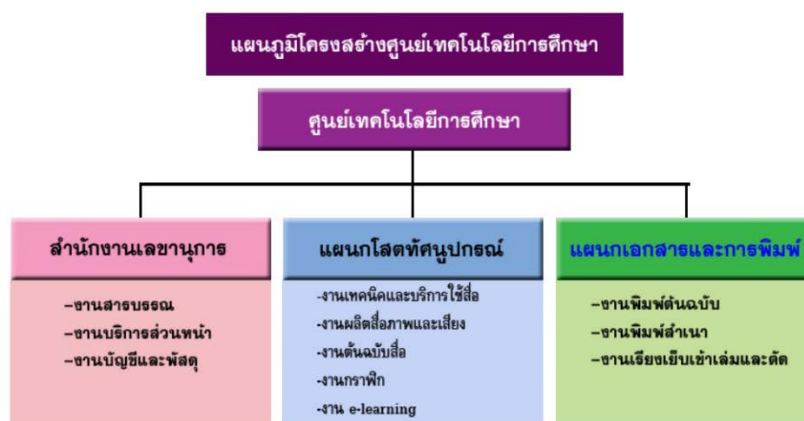 แผนภูมิโครงสร้างศูนย์เทคโนโลยีการศึกษา
ศูนย์เทคโนโลยีการศึกษา
สำนักงานเลขานุการ
-งานสารบรรณ
-งานบริการส่วนหน้า
-งานบัญชีและพัสดุ
แผนกโสตทัศนูปกรณ์
-งานเทคนิคและบริการใช้สื่อ
-งานผลิตสื่อภาพและเสียง
-งานต้นฉบับสื่อ
-งานกราฟิก
-งาน e-learning
แผนกเอกสารและการพิมพ์
-งานพิมพ์ต้นฉบับ
-งานพิมพ์สำเนา
-งานเรียงเย็บเข้าเล่มและตัด